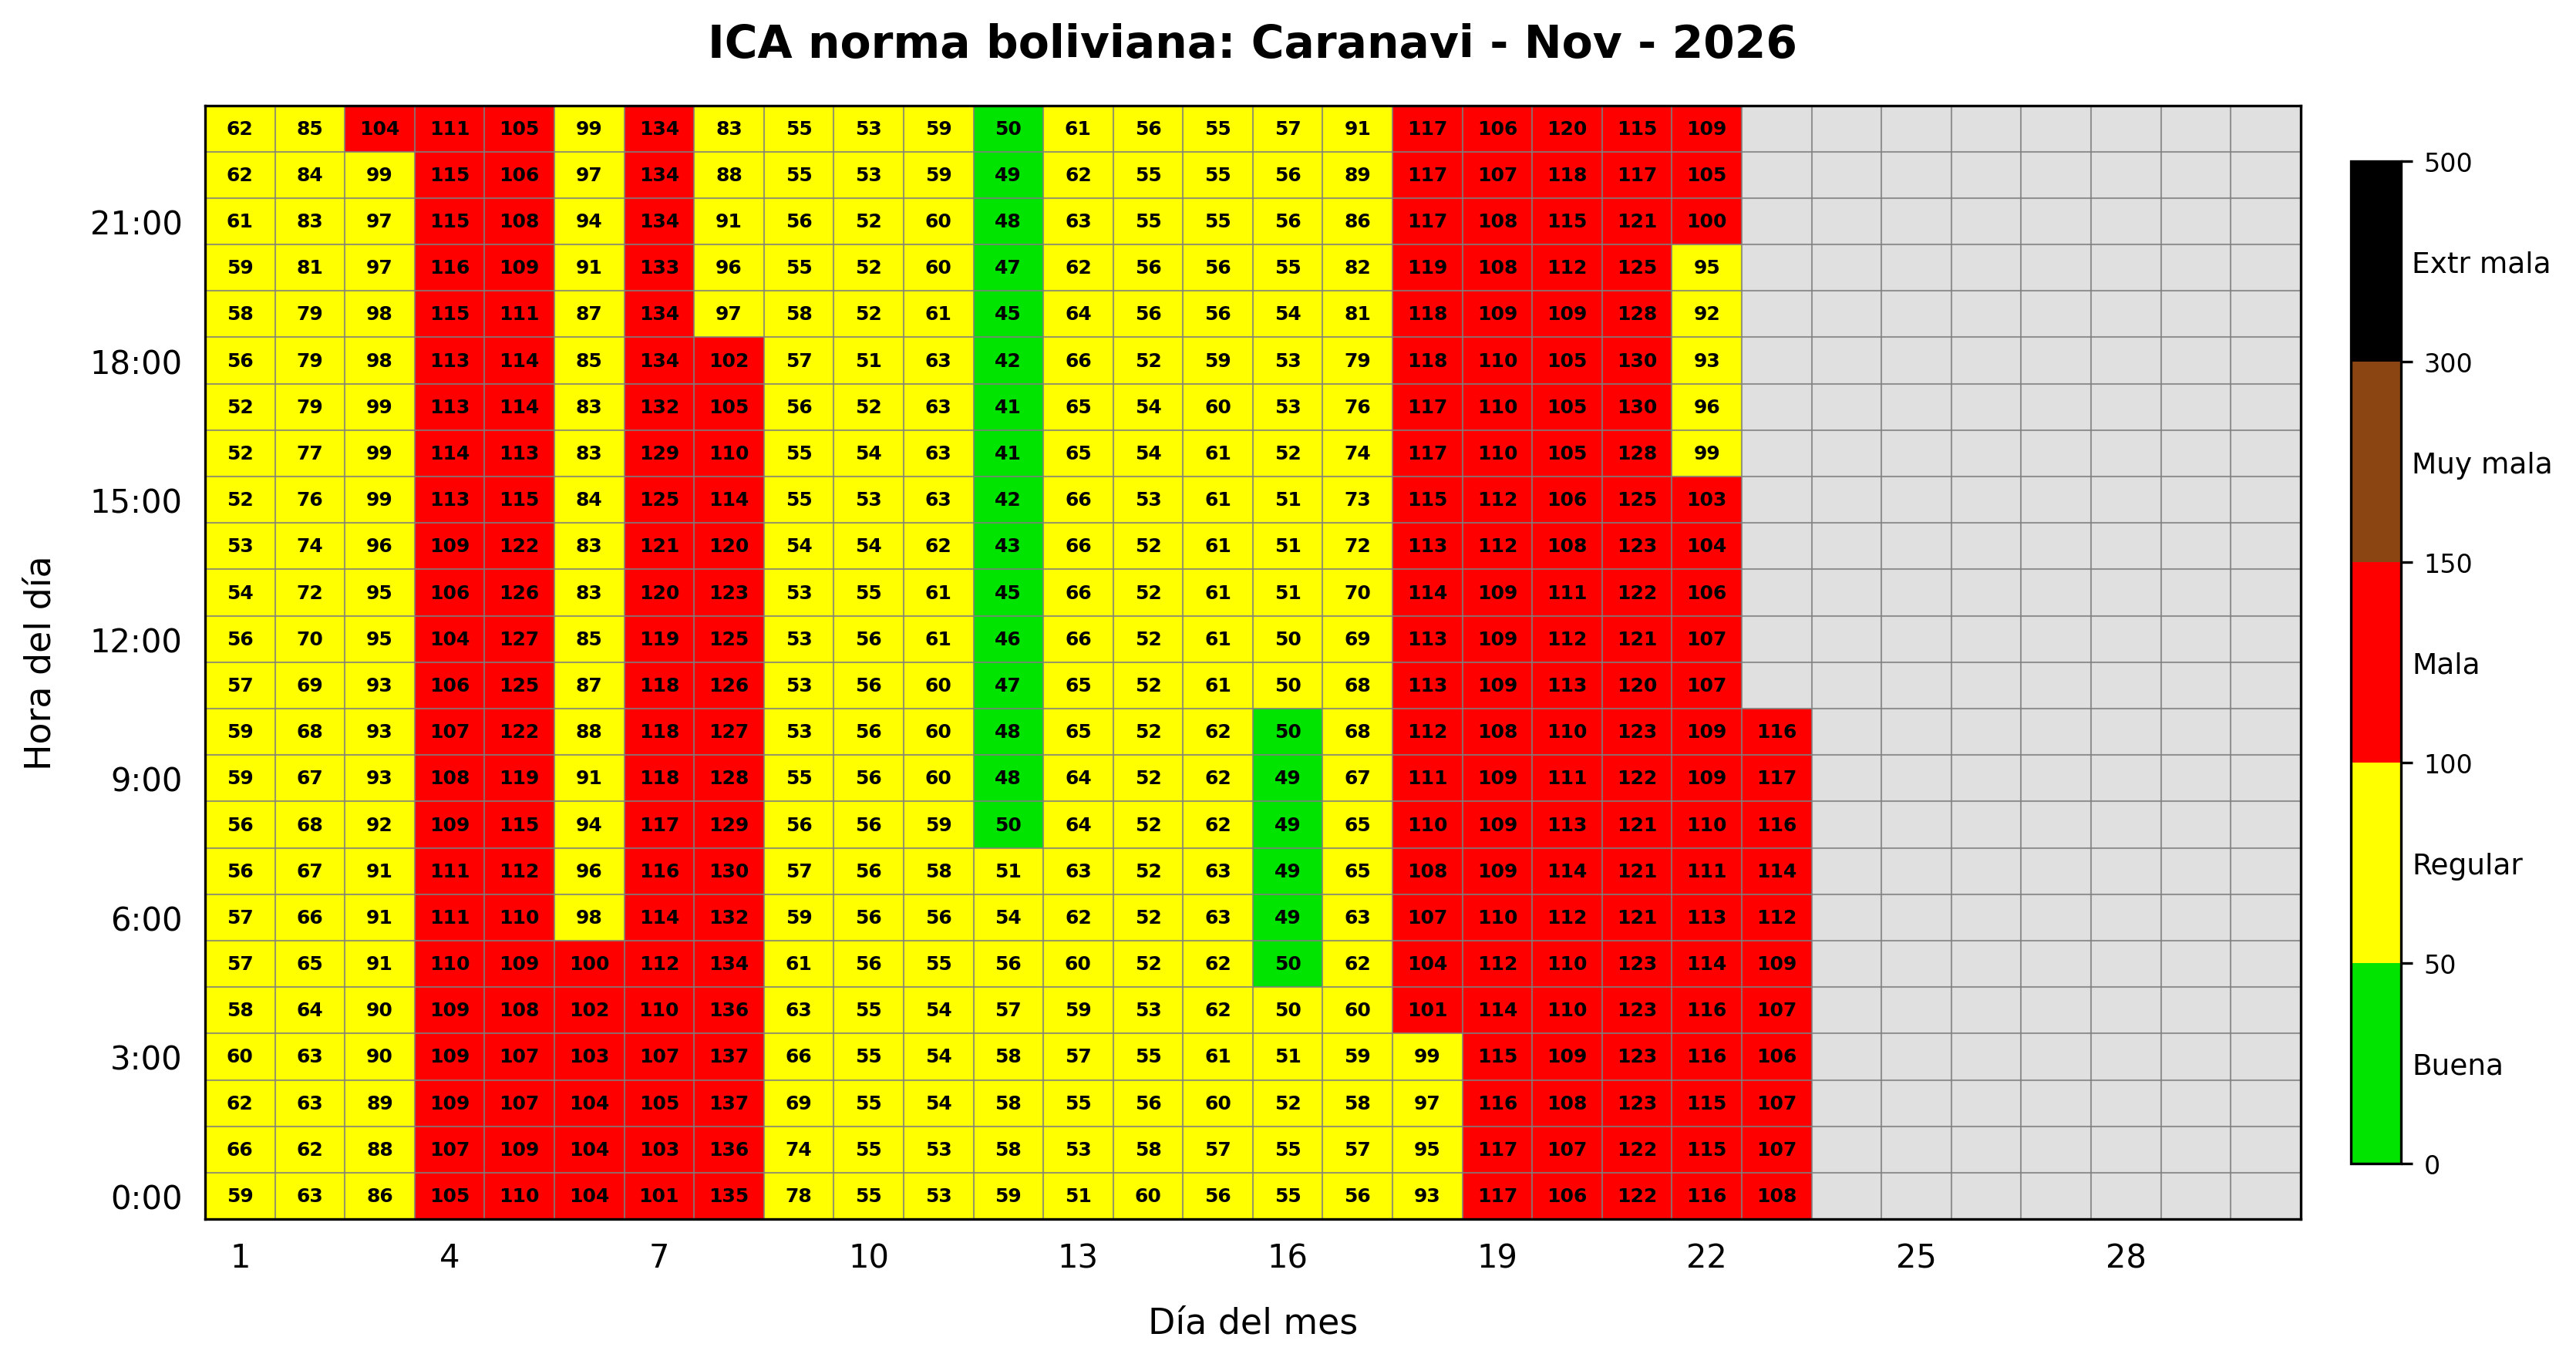 ICA norma boliviana: Caranavi - Nov - 2026
62 85 104 111 105 99 134 83 55 53 59 50 61 56 55 57 91 117 106 120 115 109
62 84 99 115 106 97 134 88 55 53 59 49 62 55 55 56 89 117 107 118 117 105
21:00 61 83 97 115 108 94 134 91 56 52 60 48 63 55 55 56 86 117 108 115 121 100
59 81 97 116 109 91 133 96 55 52 60 47 62 56 56 55 82 119 108 112 125 95
58 79 98 115 111 87 134 97 58 52 61 45 64 56 56 54 81 118 109 109 128 92
18:00 56 79 98 113 114 85 134 102 57 51 63 42 66 52 59 53 79 118 110 105 130 93
52 79 99 113 114 83 132 105 56 52 63 41 65 54 60 53 76 117 110 105 130 96
52 77 99 114 113 83 129 110 55 54 63 41 65 54 61 52 74 117 110 105 128 99
15:00 52 76 99 113 115 84 125 114 55 53 63 42 66 53 61 51 73 115 112 106 125 103
53 74 96 109 122 83 121 120 54 54 62 43 66 52 61 51 72 113 112 108 123 104
54 72 95 106 126 83 120 123 53 55 61 45 66 52 61 51 70 114 109 111 122 106
12:00 56 70 95 104 127 85 119 125 53 56 61 46 66 52 61 50 69 113 109 112 121 107
57 69 93 106 125 87 118 126 53 56 60 47 65 52 61 50 68 113 109 113 120 107
59 68 93 107 122 88 118 127 53 56 60 48 65 52 62 50 68 112 108 110 123 109 116
9:00 59 67 93 108 119 91 118 128 55 56 60 48 64 52 62 49 67 111 109 111 122 109 117
56 68 92 109 115 94 117 129 56 56 59 50 64 52 62 49 65 110 109 113 121 110 116
56 67 91 111 112 96 116 130 57 56 58 51 63 52 63 49 65 108 109 114 121 111 114
6:00 57 66 91 111 110 98 114 132 59 56 56 54 62 52 63 49 63 107 110 112 121 113 112
57 65 91 110 109 100 112 134 61 56 55 56 60 52 62 50 62 104 112 110 123 114 109
58 64 90 109 108 102 110 136 63 55 54 57 59 53 62 50 60 101 114 110 123 116 107
3:00 60 63 90 109 107 103 107 137 66 55 54 58 57 55 61 51 59 99 115 109 123 116 106
62 63 89 109 107 104 105 137 69 55 54 58 55 56 60 52 58 97 116 108 123 115 107
66 62 88 107 109 104 103 136 74 55 53 58 53 58 57 55 57 95 117 107 122 115 107
0:00 59 63 86 105 110 104 101 135 78 55 53 59 51 60 56 55 56 93 117 106 122 116 108
1 4 7 10 13 16 19 22 25 28
Día del mes
Hora del día
500
Extr mala
300
Muy mala
150
Mala
100
Regular
50
Buena
0